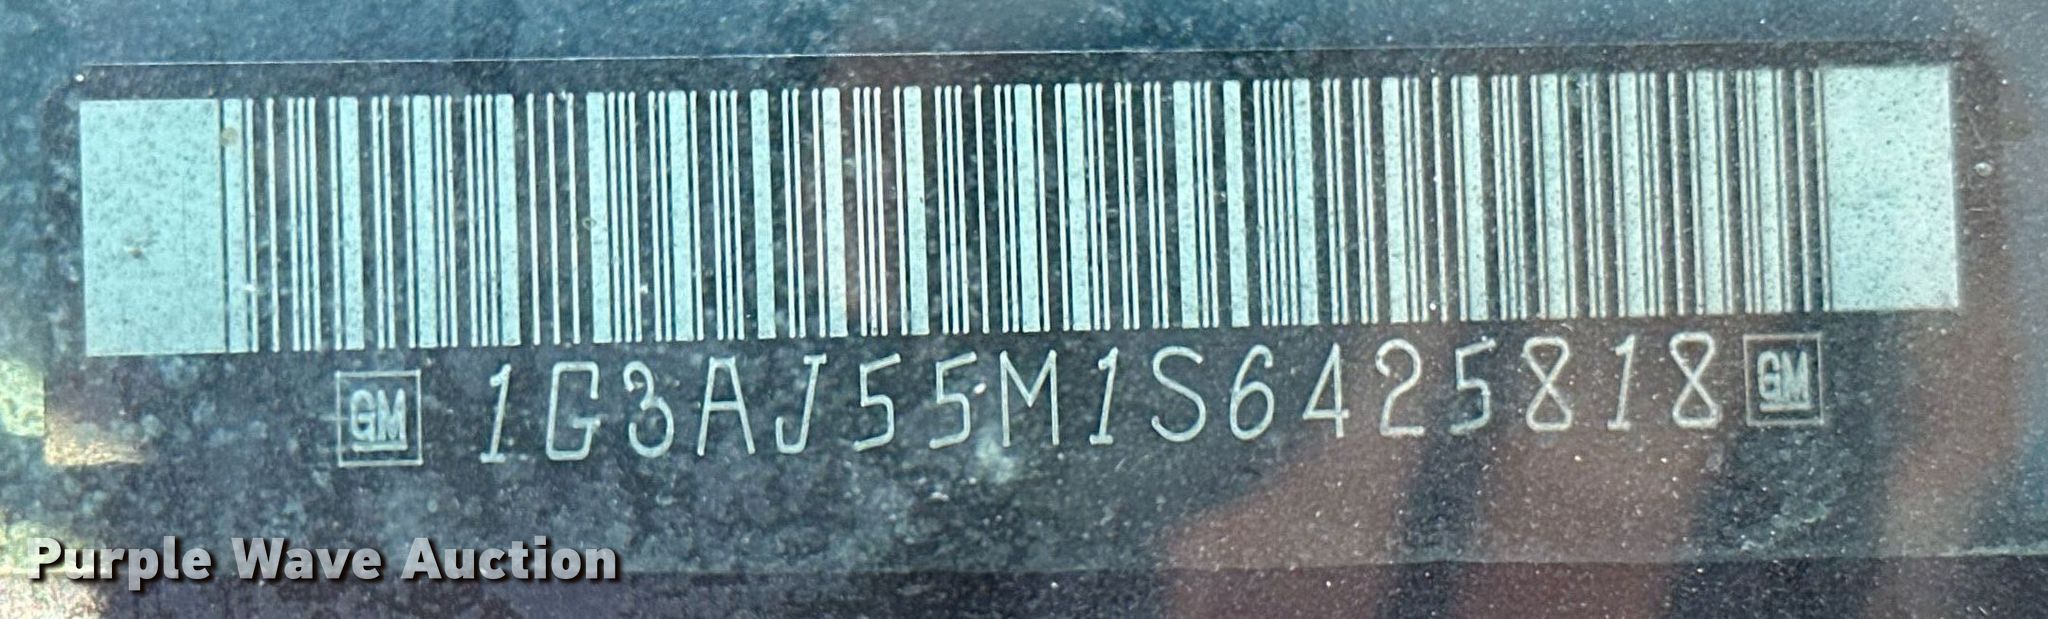 GM 1G3AJ55M1S6425818 GM
Purple Wave Auction